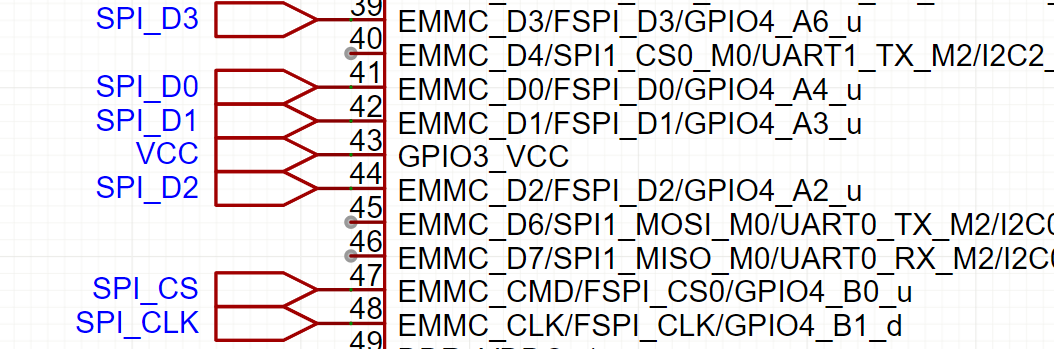 SPI_D3 39 EMMC_D3/FSPI_D3/GPIO4_A6_u
40 EMMC_D4/SPI1_CS0_M0/UART1_TX_M2/I2C2_
SPI_D0 41 EMMC_D0/FSPI_D0/GPIO4_A4_u
SPI_D1 42 EMMC_D1/FSPI_D1/GPIO4_A3_u
VCC 43 GPIO3_VCC
SPI_D2 44 EMMC_D2/FSPI_D2/GPIO4_A2_u
45 EMMC_D6/SPI1_MOSI_M0/UART0_TX_M2/I2C0
46 EMMC_D7/SPI1_MISO_M0/UART0_RX_M2/I2C0
SPI_CS 47 EMMC_CMD/FSPI_CS0/GPIO4_B0_u
SPI_CLK 48 EMMC_CLK/FSPI_CLK/GPIO4_B1_d
49